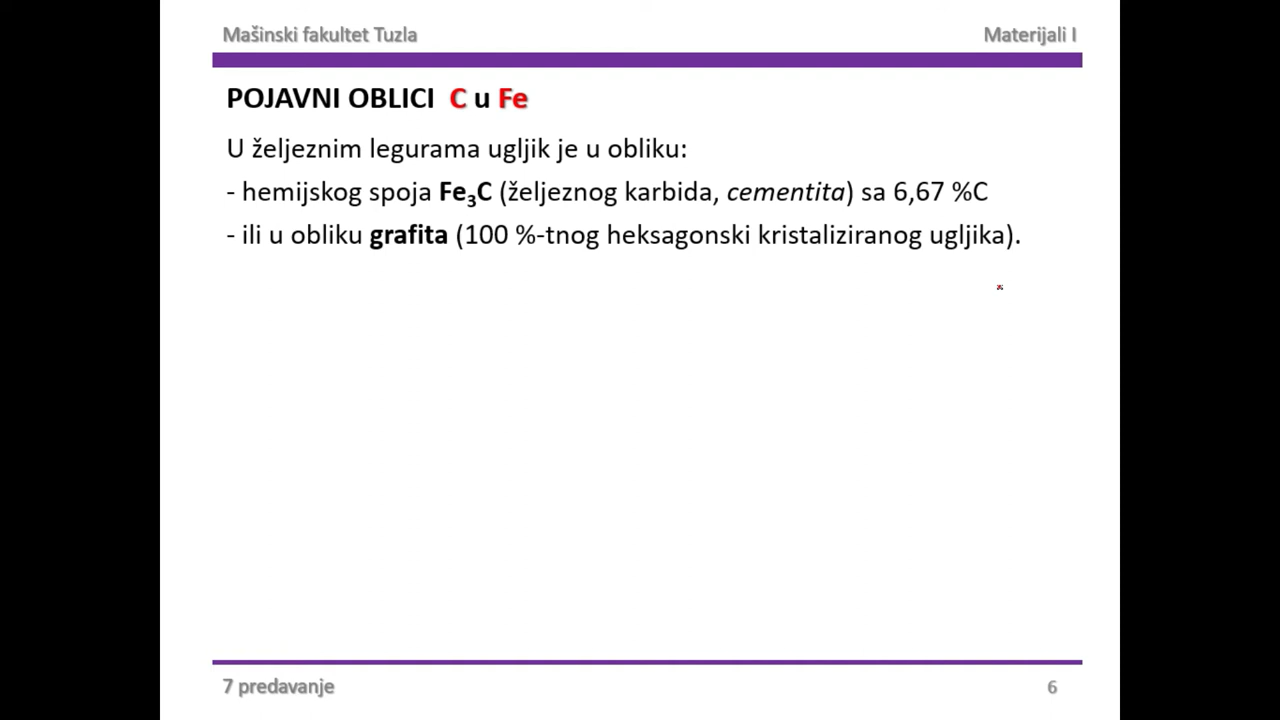 Mašinski fakultet Tuzla
Materijali I
POJAVNI OBLICI C u Fe
U željeznim legurama ugljik je u obliku:
- hemijskog spoja Fe₃C (željeznog karbida, cementita) sa 6,67 %C
- ili u obliku grafita (100 %-tnog heksagonski kristaliziranog ugljika).
7 predavanje
6